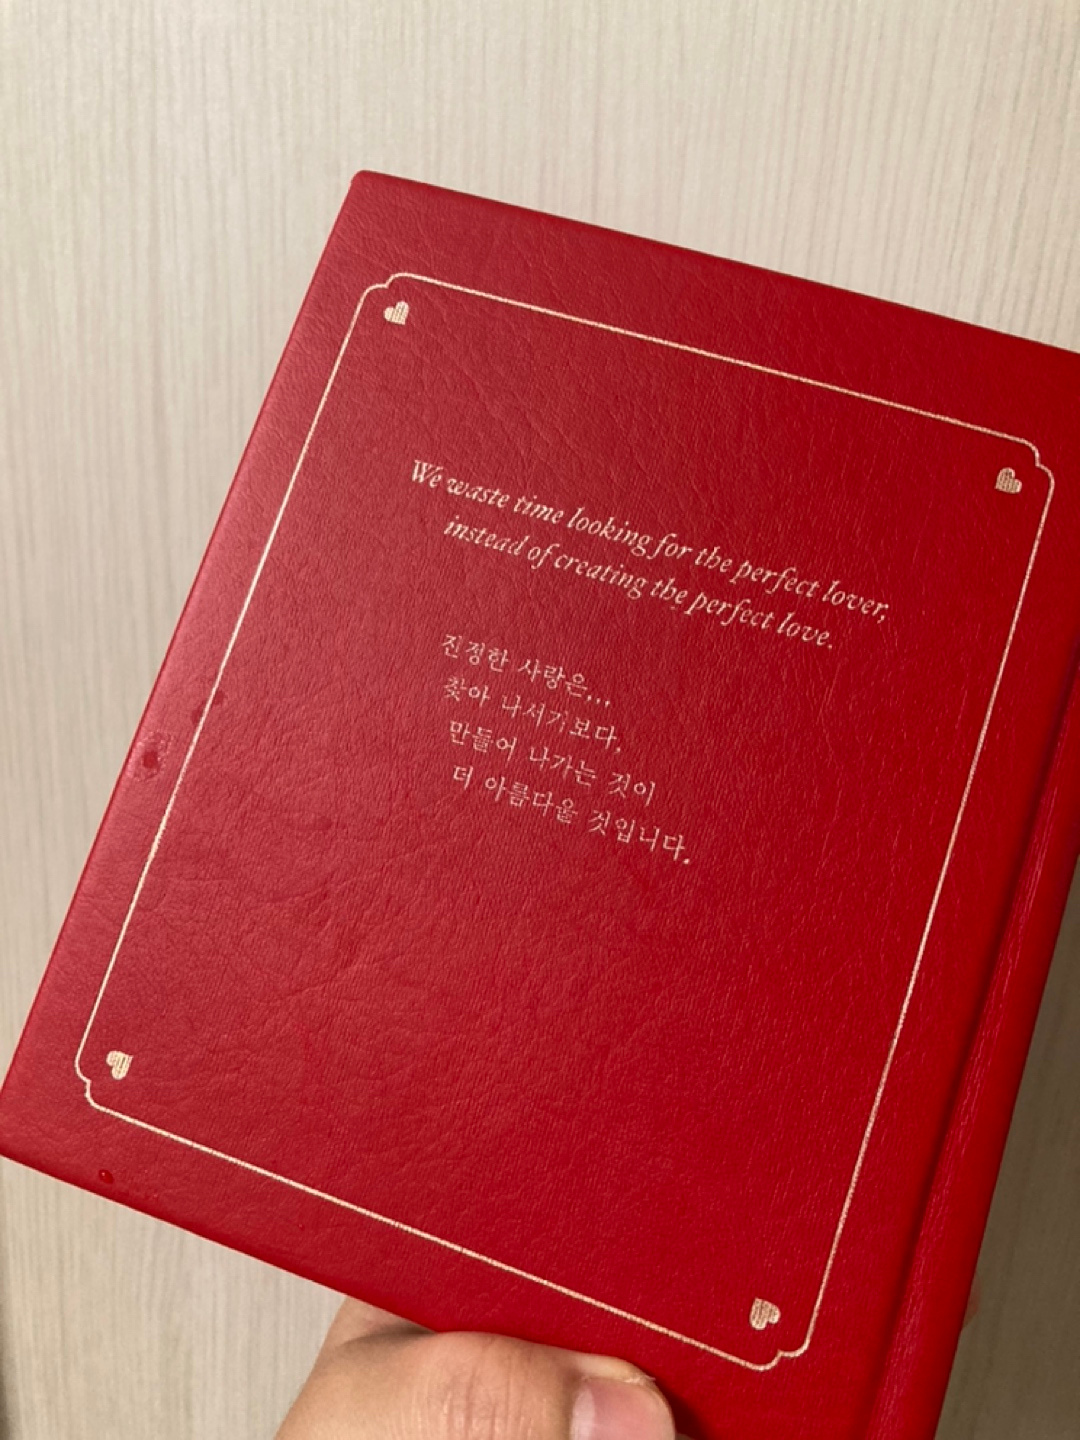 We waste time looking for the perfect lover,
instead of creating the perfect love.
진정한 사랑은...
찾아 나서기보다,
만들어 나가는 것이
더 아름다울 것입니다.